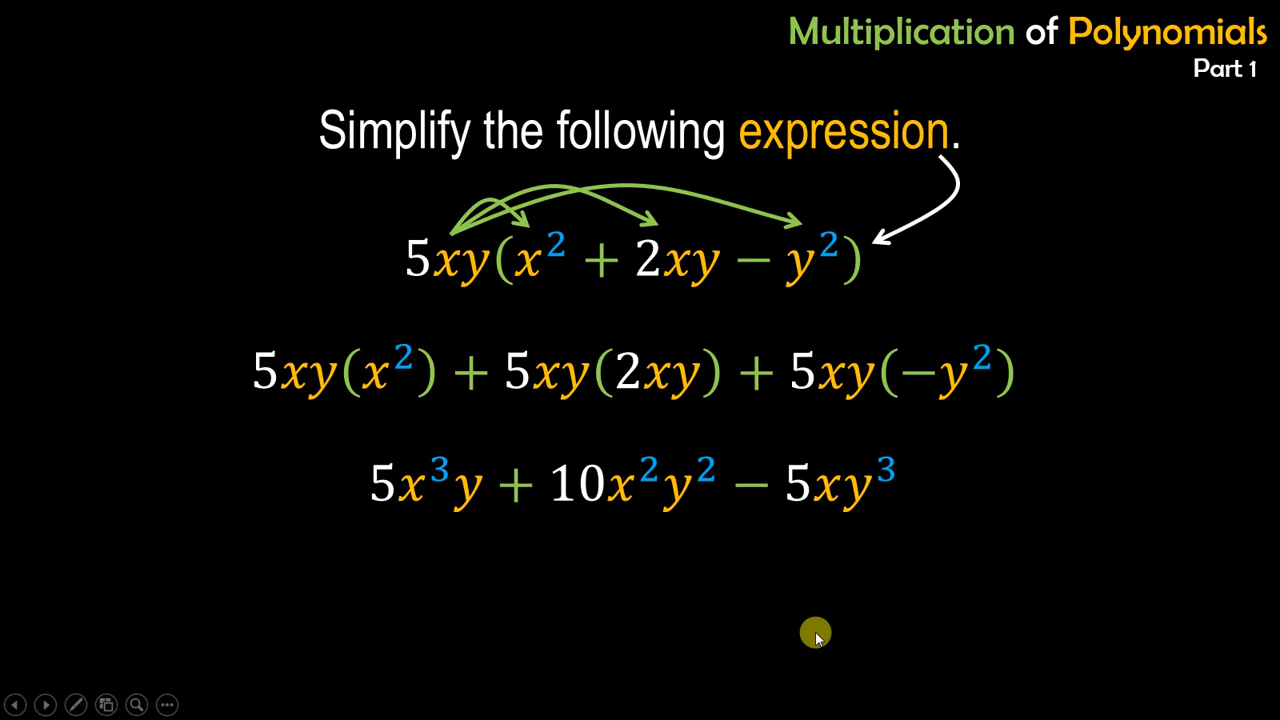 Multiplication of Polynomials
Part 1
Simplify the following expression.
5xy(x² + 2xy − y²)
5xy(x²) + 5xy(2xy) + 5xy(−y²)
5x³y + 10x²y² − 5xy³